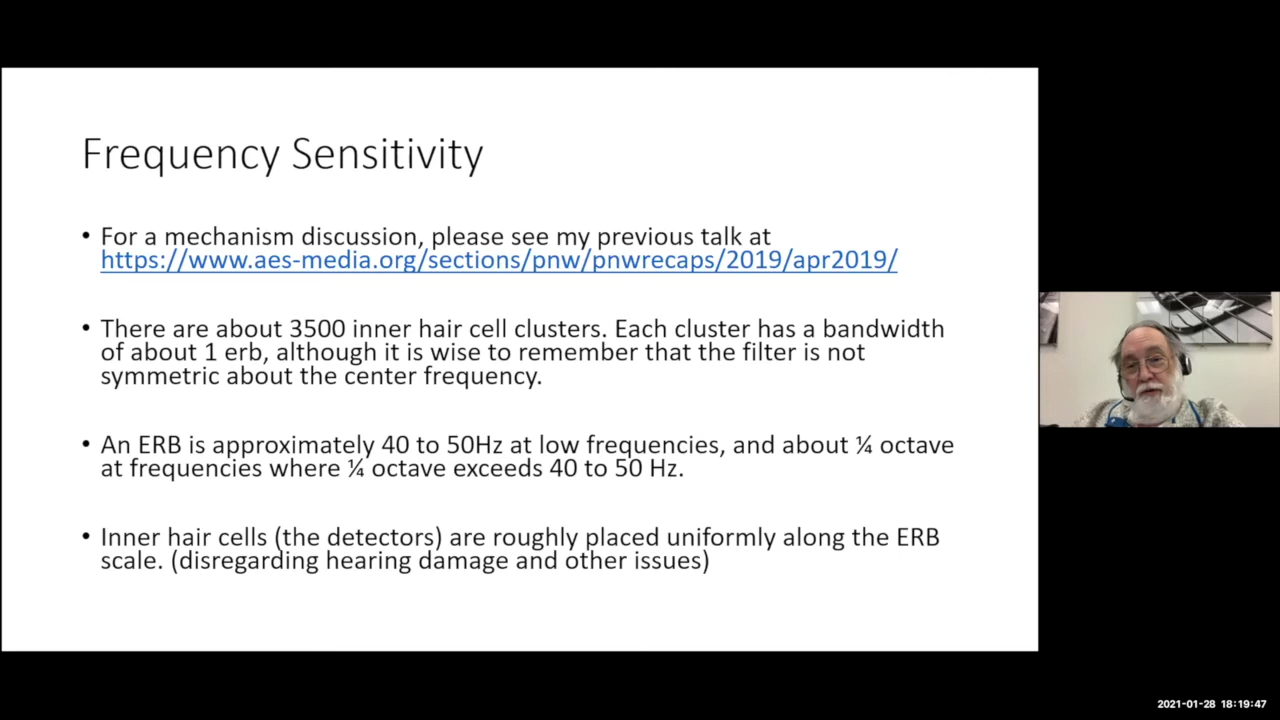 Frequency Sensitivity
• For a mechanism discussion, please see my previous talk at
https://www.aes-media.org/sections/pnw/pnwrecaps/2019/apr2019/
• There are about 3500 inner hair cell clusters. Each cluster has a bandwidth
of about 1 erb, although it is wise to remember that the filter is not
symmetric about the center frequency.
• An ERB is approximately 40 to 50Hz at low frequencies, and about ¼ octave
at frequencies where ¼ octave exceeds 40 to 50 Hz.
• Inner hair cells (the detectors) are roughly placed uniformly along the ERB
scale. (disregarding hearing damage and other issues)
2021-01-28 18:19:47